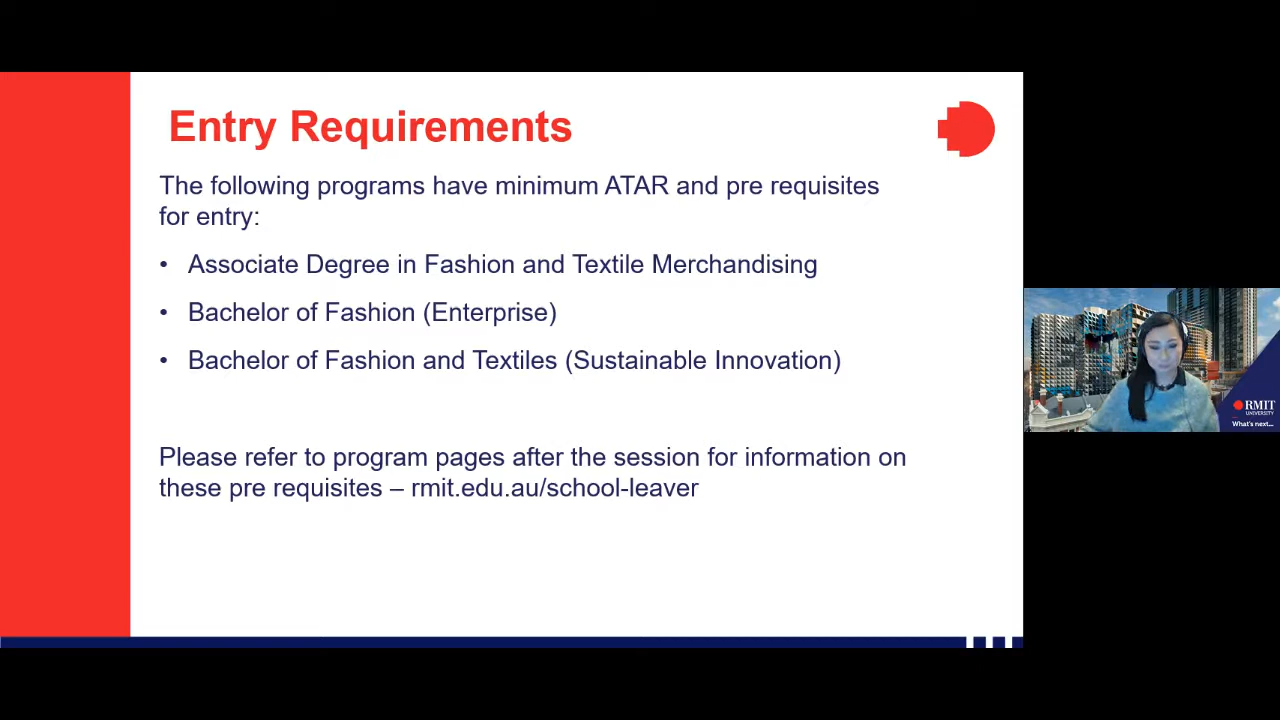 Entry Requirements
The following programs have minimum ATAR and pre requisites
for entry:
• Associate Degree in Fashion and Textile Merchandising
• Bachelor of Fashion (Enterprise)
• Bachelor of Fashion and Textiles (Sustainable Innovation)
Please refer to program pages after the session for information on
these pre requisites – rmit.edu.au/school-leaver
RMIT
UNIVERSITY
What's next...